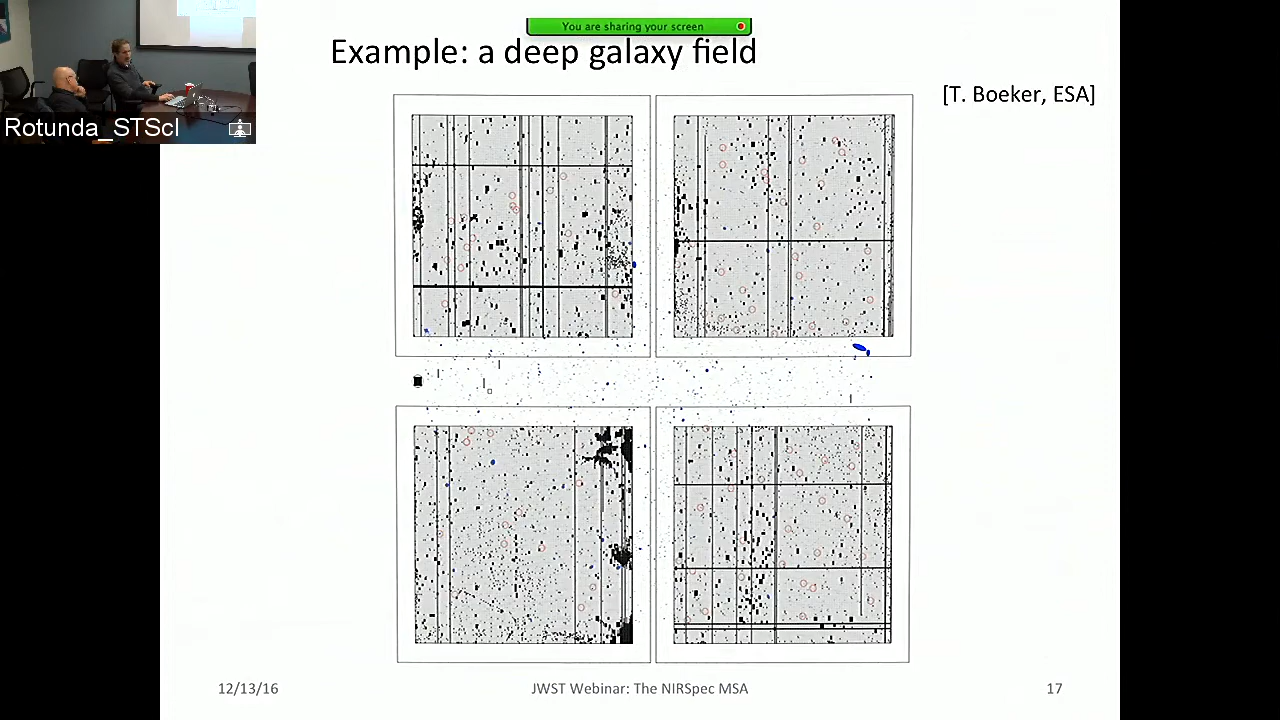 You are sharing your screen
Example: a deep galaxy field
[T. Boeker, ESA]
Rotunda_STScI
12/13/16
JWST Webinar: The NIRSpec MSA
17